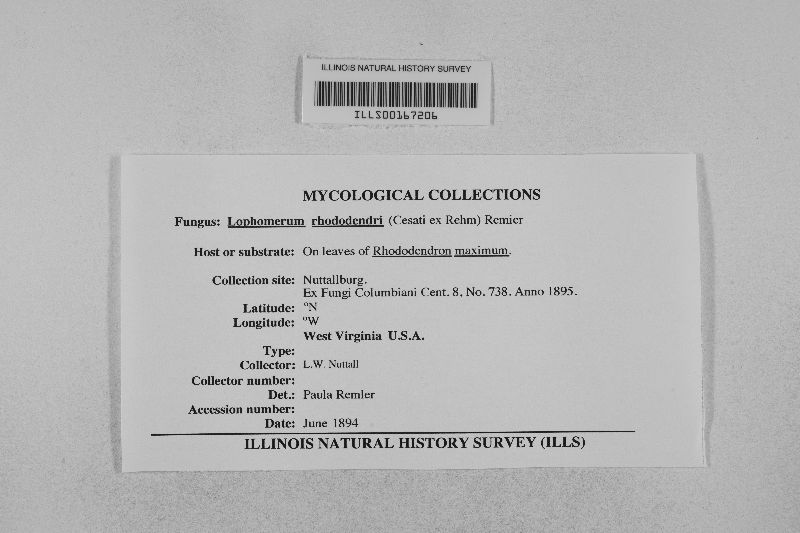 ILLINOIS NATURAL HISTORY SURVEY
ILLS00167206
MYCOLOGICAL COLLECTIONS
Fungus: Lophomerum rhododendri (Cesati ex Rehm) Remler
Host or substrate: On leaves of Rhododendron maximum.
Collection site: Nuttallburg.
Ex Fungi Columbiani Cent. 8, No. 738. Anno 1895.
Latitude: °N
Longitude: °W
West Virginia U.S.A.
Type:
Collector: L.W. Nuttall
Collector number:
Det.: Paula Remler
Accession number:
Date: June 1894
ILLINOIS NATURAL HISTORY SURVEY (ILLS)